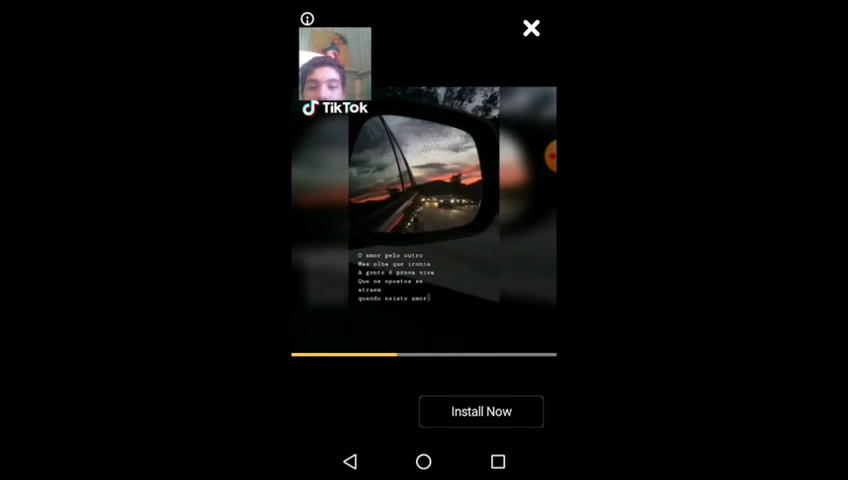 TikTok
O amor pelo outro
Mas olha que ironia
A gente é prova viva
Que os opostos se
atraem
quando existe amor
Install Now